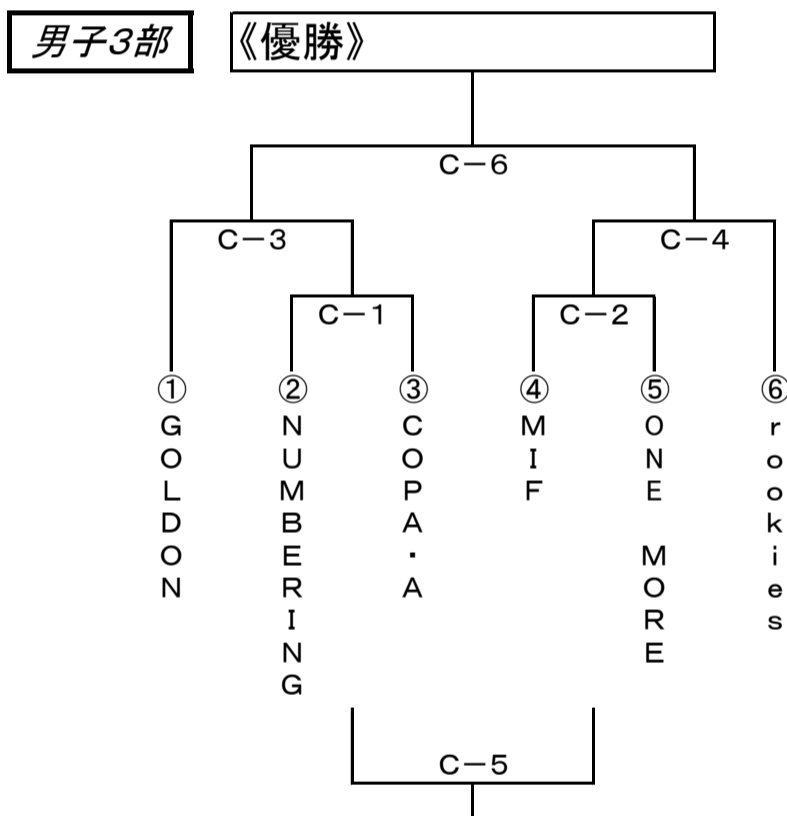 男子3部
《優勝》
C－6
C－3
C－4
C－1
C－2
①
②
③
④
⑤
⑥
GOLDON
NUMBERING
COPA・A
MIF
ONE MORE
rookies
C－5